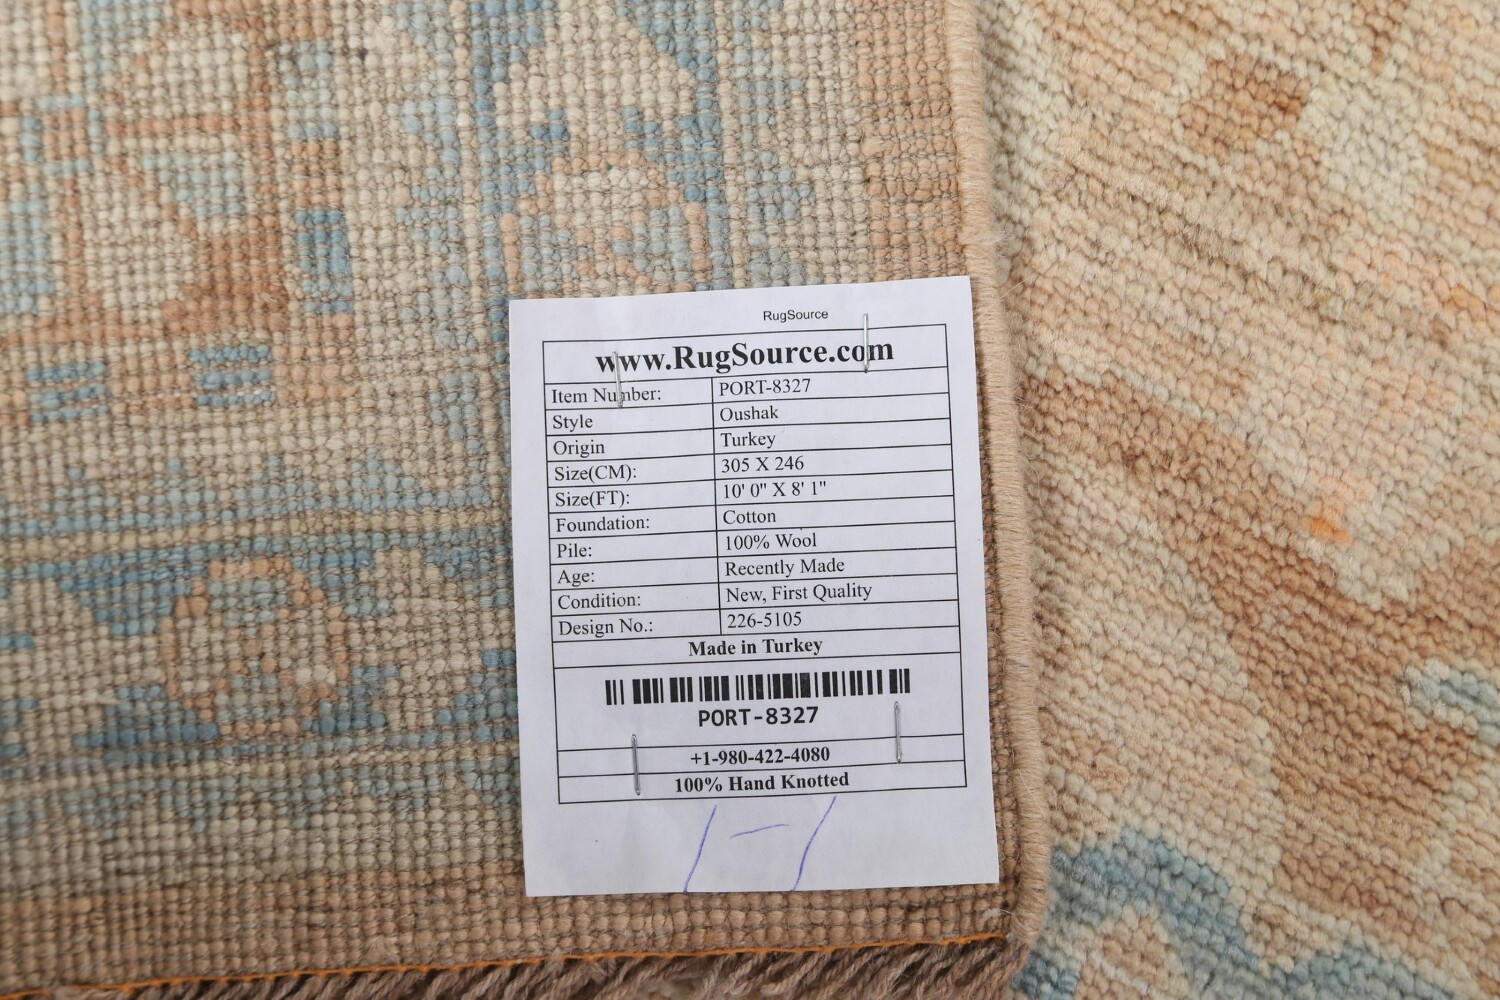 RugSource
www.RugSource.com
Item Number: PORT-8327
Style Oushak
Origin Turkey
Size(CM): 305 X 246
Size(FT): 10' 0" X 8' 1"
Foundation: Cotton
Pile: 100% Wool
Age: Recently Made
Condition: New, First Quality
Design No.: 226-5105
Made in Turkey
PORT-8327
+1-980-422-4080
100% Hand Knotted
1-1